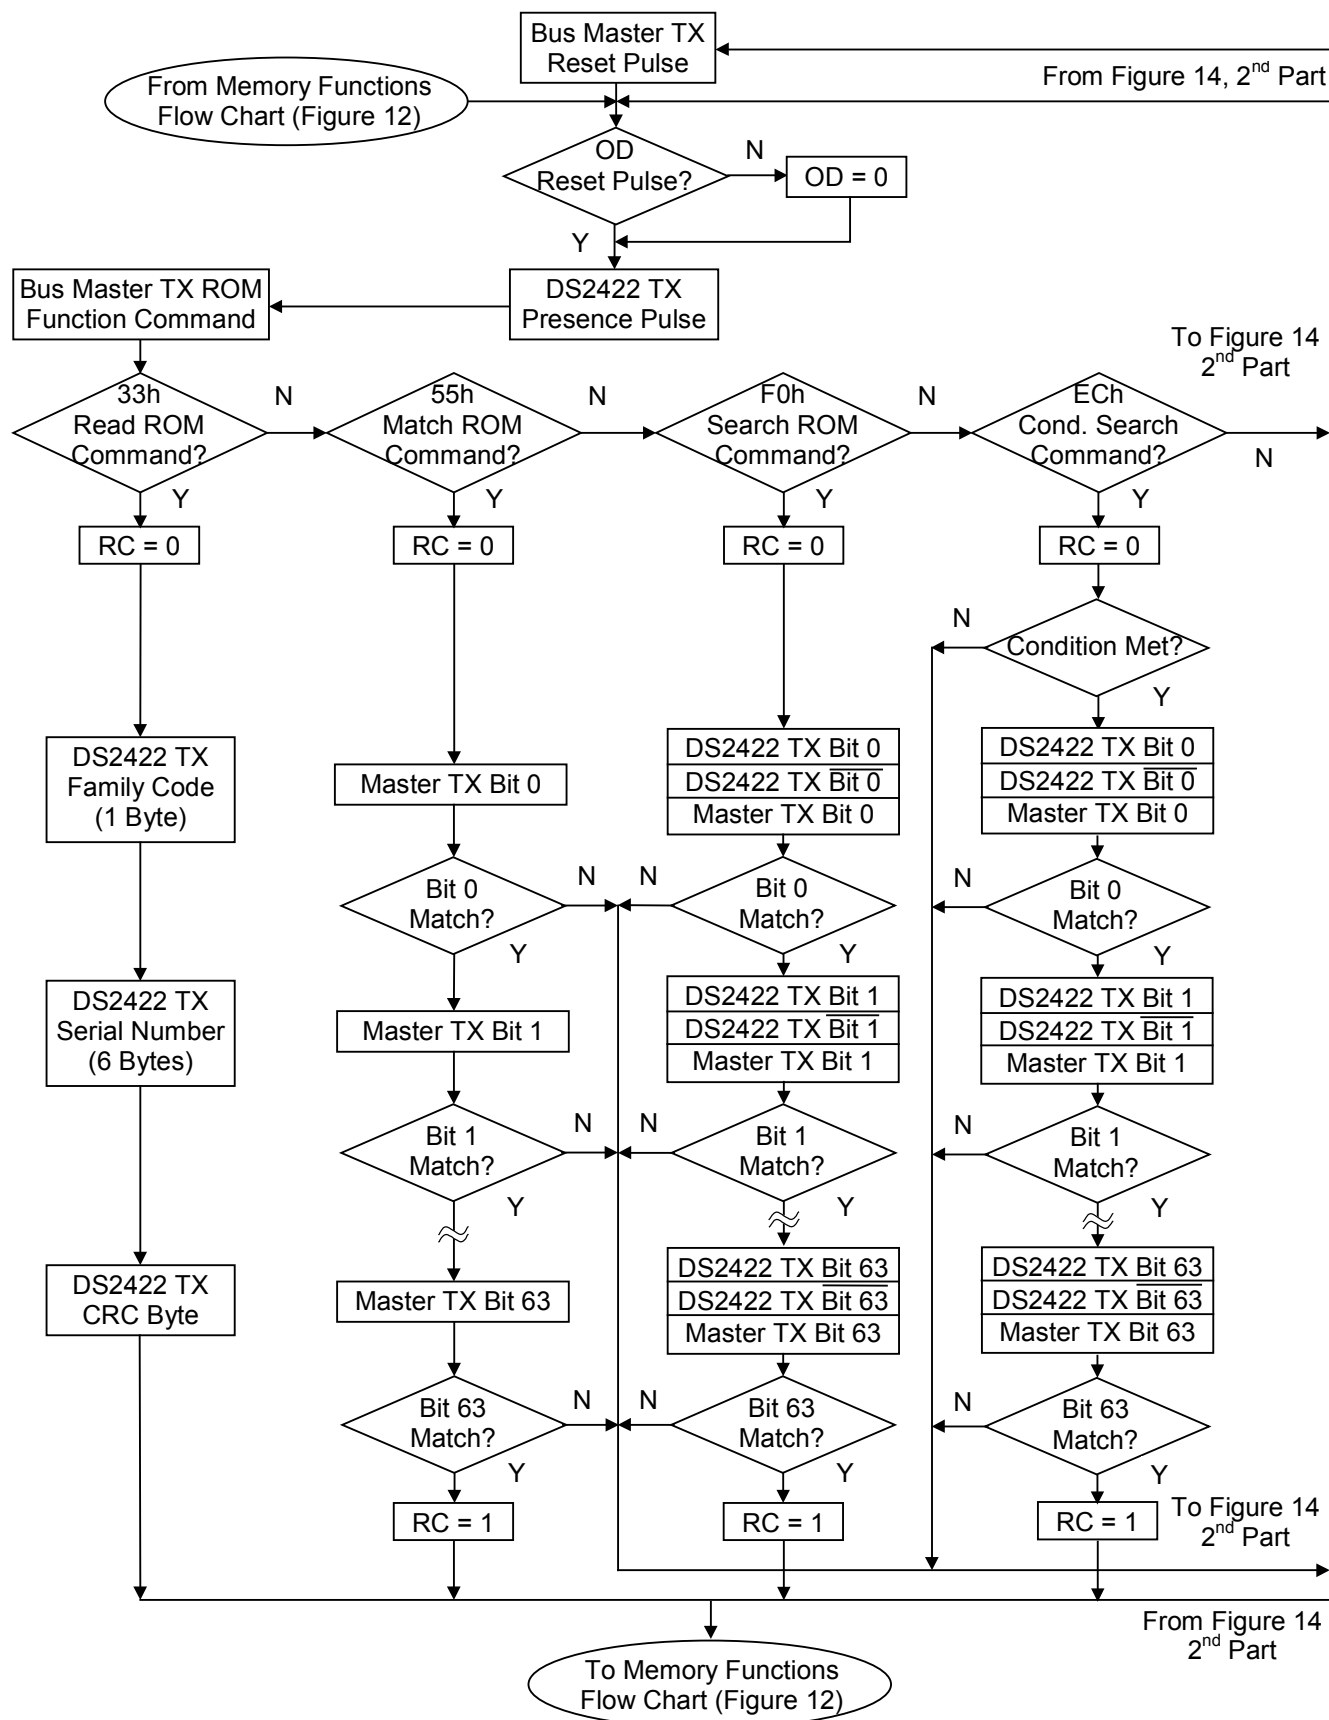 Bus Master TX
Reset Pulse
From Figure 14, 2nd Part
From Memory Functions
Flow Chart (Figure 12)
OD
Reset Pulse?
N
OD = 0
Y
Bus Master TX ROM
Function Command
DS2422 TX
Presence Pulse
To Figure 14
2nd Part
33h
Read ROM
Command?
N
55h
Match ROM
Command?
N
F0h
Search ROM
Command?
N
ECh
Cond. Search
Command?
N
Y
Y
Y
Y
RC = 0
RC = 0
RC = 0
RC = 0
N
Condition Met?
Y
DS2422 TX
Family Code
(1 Byte)
Master TX Bit 0
DS2422 TX Bit 0
DS2422 TX B̅i̅t̅ ̅0̅
Master TX Bit 0
DS2422 TX Bit 0
DS2422 TX B̅i̅t̅ ̅0̅
Master TX Bit 0
Bit 0
Match?
N
N
Bit 0
Match?
N
Bit 0
Match?
Y
Y
Y
DS2422 TX
Serial Number
(6 Bytes)
Master TX Bit 1
DS2422 TX Bit 1
DS2422 TX B̅i̅t̅ ̅1̅
Master TX Bit 1
DS2422 TX Bit 1
DS2422 TX B̅i̅t̅ ̅1̅
Master TX Bit 1
Bit 1
Match?
N
N
Bit 1
Match?
N
Bit 1
Match?
Y
Y
Y
DS2422 TX
CRC Byte
Master TX Bit 63
DS2422 TX Bit 63
DS2422 TX B̅i̅t̅ ̅6̅3̅
Master TX Bit 63
DS2422 TX Bit 63
DS2422 TX B̅i̅t̅ ̅6̅3̅
Master TX Bit 63
Bit 63
Match?
N
N
Bit 63
Match?
N
Bit 63
Match?
Y
Y
Y
RC = 1
RC = 1
RC = 1
To Figure 14
2nd Part
From Figure 14
2nd Part
To Memory Functions
Flow Chart (Figure 12)